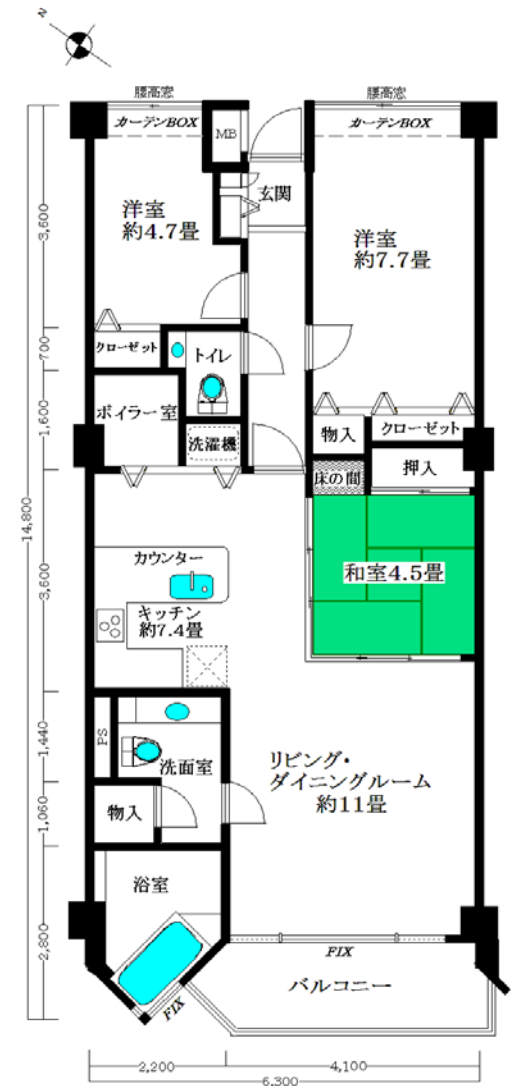 N
腰高窓
腰高窓
カーテンBOX
MB
カーテンBOX
玄関
洋室
約4.7畳
洋室
約7.7畳
3,600
クローゼット
トイレ
700
ボイラー室
洗濯機
物入
クローゼット
1,600
床の間
押入
14,800
カウンター
和室4.5畳
3,600
キッチン
約7.4畳
PS
洗面室
1,440
リビング・
ダイニングルーム
約11畳
物入
1,060
浴室
2,800
FIX
バルコニー
FIX
2,200
4,100
6,300